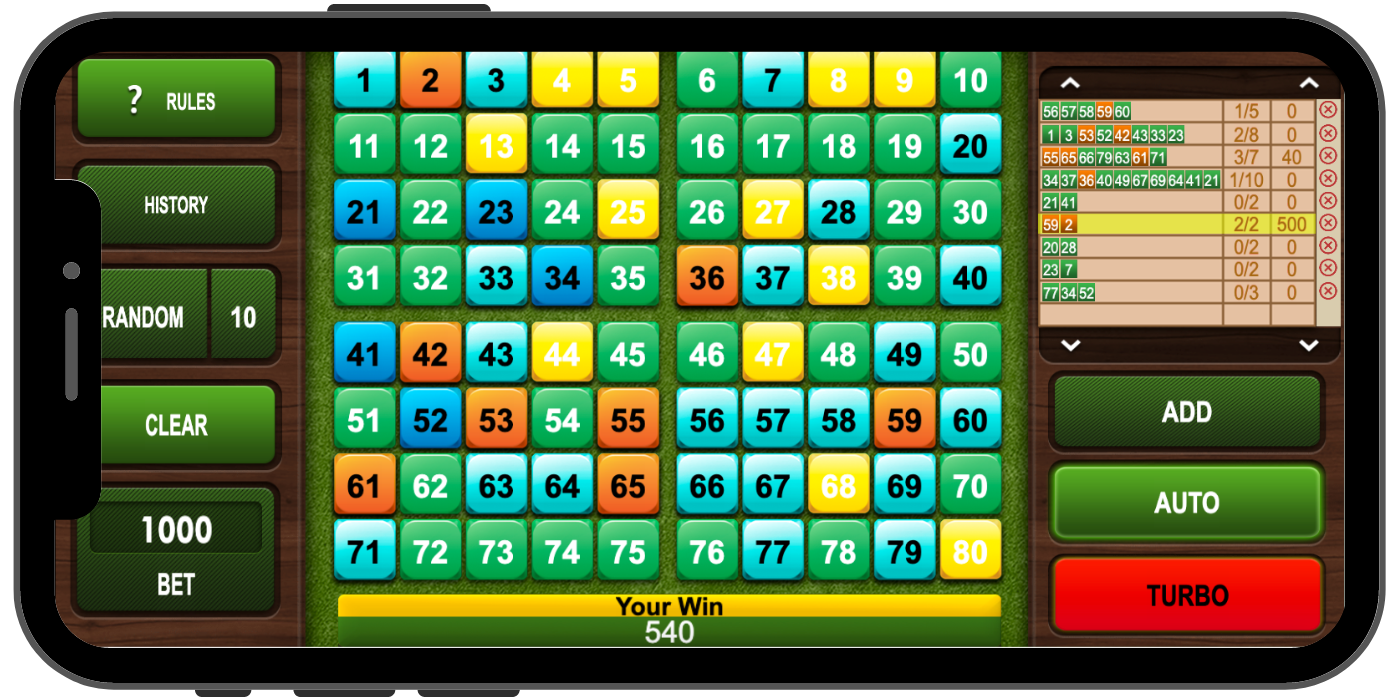 ? RULES
HISTORY
RANDOM 10
CLEAR
1000
BET
1 2 3 4 5 6 7 8 9 10
11 12 13 14 15 16 17 18 19 20
21 22 23 24 25 26 27 28 29 30
31 32 33 34 35 36 37 38 39 40
41 42 43 44 45 46 47 48 49 50
51 52 53 54 55 56 57 58 59 60
61 62 63 64 65 66 67 68 69 70
71 72 73 74 75 76 77 78 79 80
Your Win
540
56 57 58 59 60 1/5 0
1 3 53 52 42 43 33 23 2/8 0
55 65 66 79 63 61 71 3/7 40
34 37 36 40 49 67 69 64 41 21 1/10 0
21 41 0/2 0
59 2 2/2 500
20 28 0/2 0
23 7 0/2 0
77 34 52 0/3 0
ADD
AUTO
TURBO